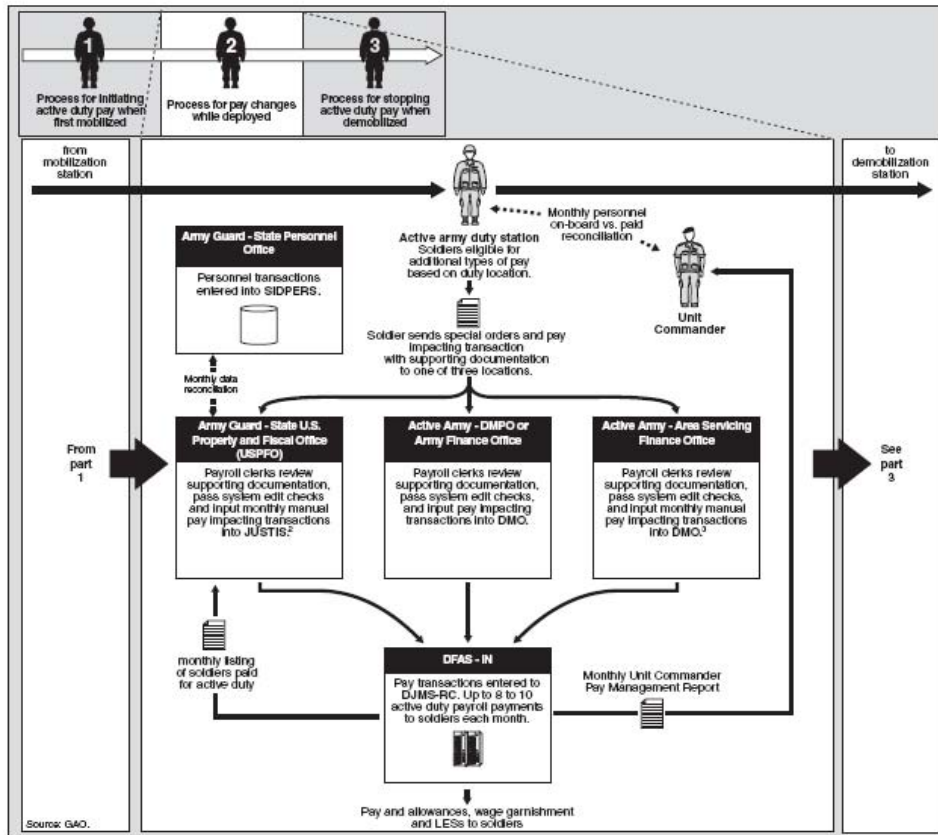 1
2
3
Process for initiating
active duty pay when
first mobilized
Process for pay changes
while deployed
Process for stopping
active duty pay when
demobilized
from
mobilization
station
to
demobilization
station
Monthly personnel
on-board vs. paid
reconciliation
Active army duty station
Soldiers eligible for
additional types of pay
based on duty location.
Unit
Commander
Army Guard - State Personnel
Office
Personnel transactions
entered into SIDPERS.
Soldier sends special orders and pay
impacting transaction
with supporting documentation
to one of three locations.
Monthly data
reconciliation
From
part
1
Army Guard - State U.S.
Property and Fiscal Office
(USPFO)
Payroll clerks review
supporting documentation,
pass system edit checks
and input monthly manual
pay impacting transactions
into JUSTIS.²
Active Army - DMPO or
Army Finance Office
Payroll clerks review
supporting documentation,
pass system edit checks,
and input pay impacting
transactions into DMO.
Active Army - Area Servicing
Finance Office
Payroll clerks review
supporting documentation,
pass system edit checks,
and input monthly manual
pay impacting transactions
into DMO.³
See
part
3
monthly listing
of soldiers paid
for active duty
DFAS - IN
Pay transactions entered to
DJMS-RC. Up to 8 to 10
active duty payroll payments
to soldiers each month.
Monthly Unit Commander
Pay Management Report
Pay and allowances, wage garnishment
and LESs to soldiers
Source: GAO.